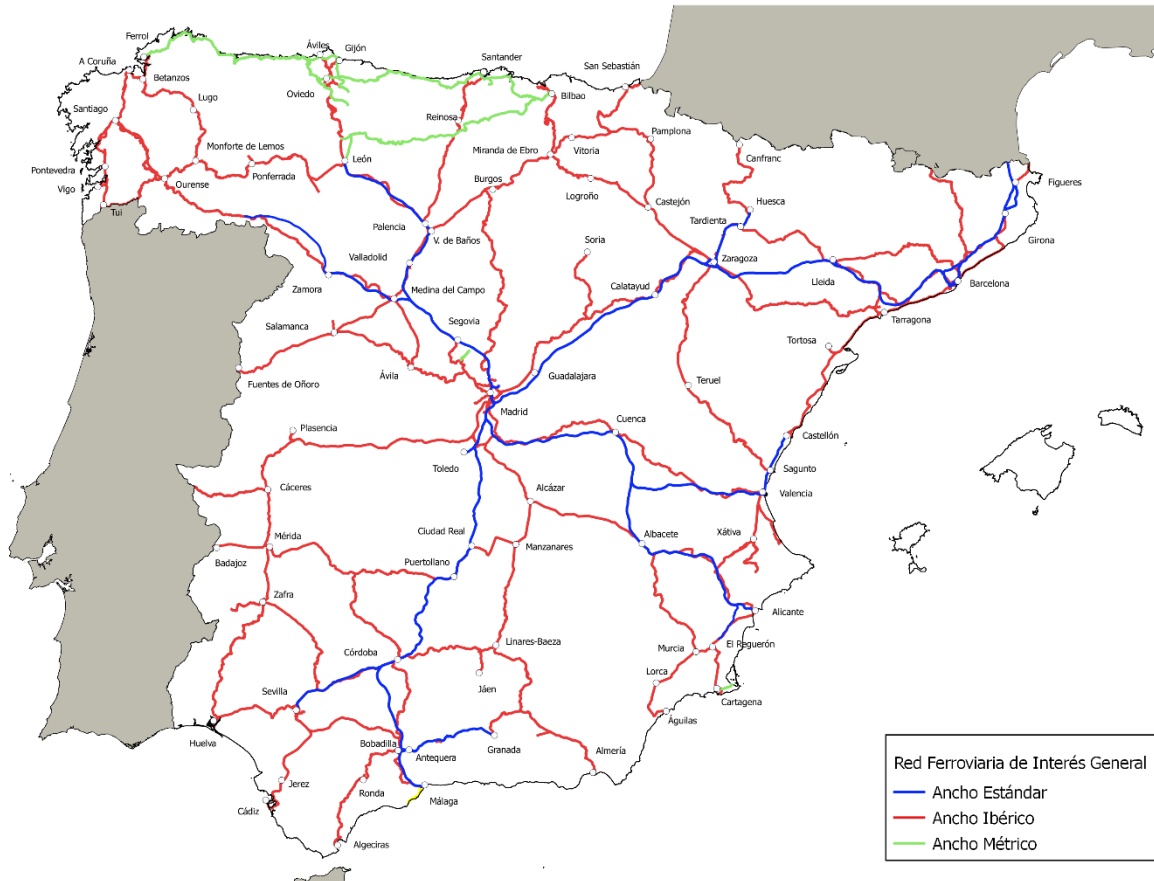 Ferrol
Áviles
Gijón
A Coruña
Santander
San Sebastián
Betanzos
Oviedo
Bilbao
Lugo
Santiago
Reinosa
Pamplona
Vitoria
Monforte de Lemos
Miranda de Ebro
Canfranc
León
Pontevedra
Ponferrada
Ourense
Burgos
Figueres
Vigo
Logroño
Huesca
Castejón
Tui
Tardienta
Palencia
V. de Baños
Soria
Girona
Valladolid
Zaragoza
Zamora
Medina del Campo
Calatayud
Lleida
Barcelona
Segovia
Tarragona
Salamanca
Tortosa
Ávila
Guadalajara
Fuentes de Oñoro
Teruel
Madrid
Plasencia
Cuenca
Castellón
Toledo
Sagunto
Cáceres
Alcázar
Valencia
Ciudad Real
Mérida
Albacete
Xátiva
Manzanares
Badajoz
Puertollano
Zafra
Alicante
Linares-Baeza
El Reguerón
Córdoba
Murcia
Jáen
Lorca
Sevilla
Cartagena
Águilas
Huelva
Bobadilla
Antequera
Granada
Almería
Jerez
Ronda
Cádiz
Málaga
Algeciras
Red Ferroviaria de Interés General
Ancho Estándar
Ancho Ibérico
Ancho Métrico